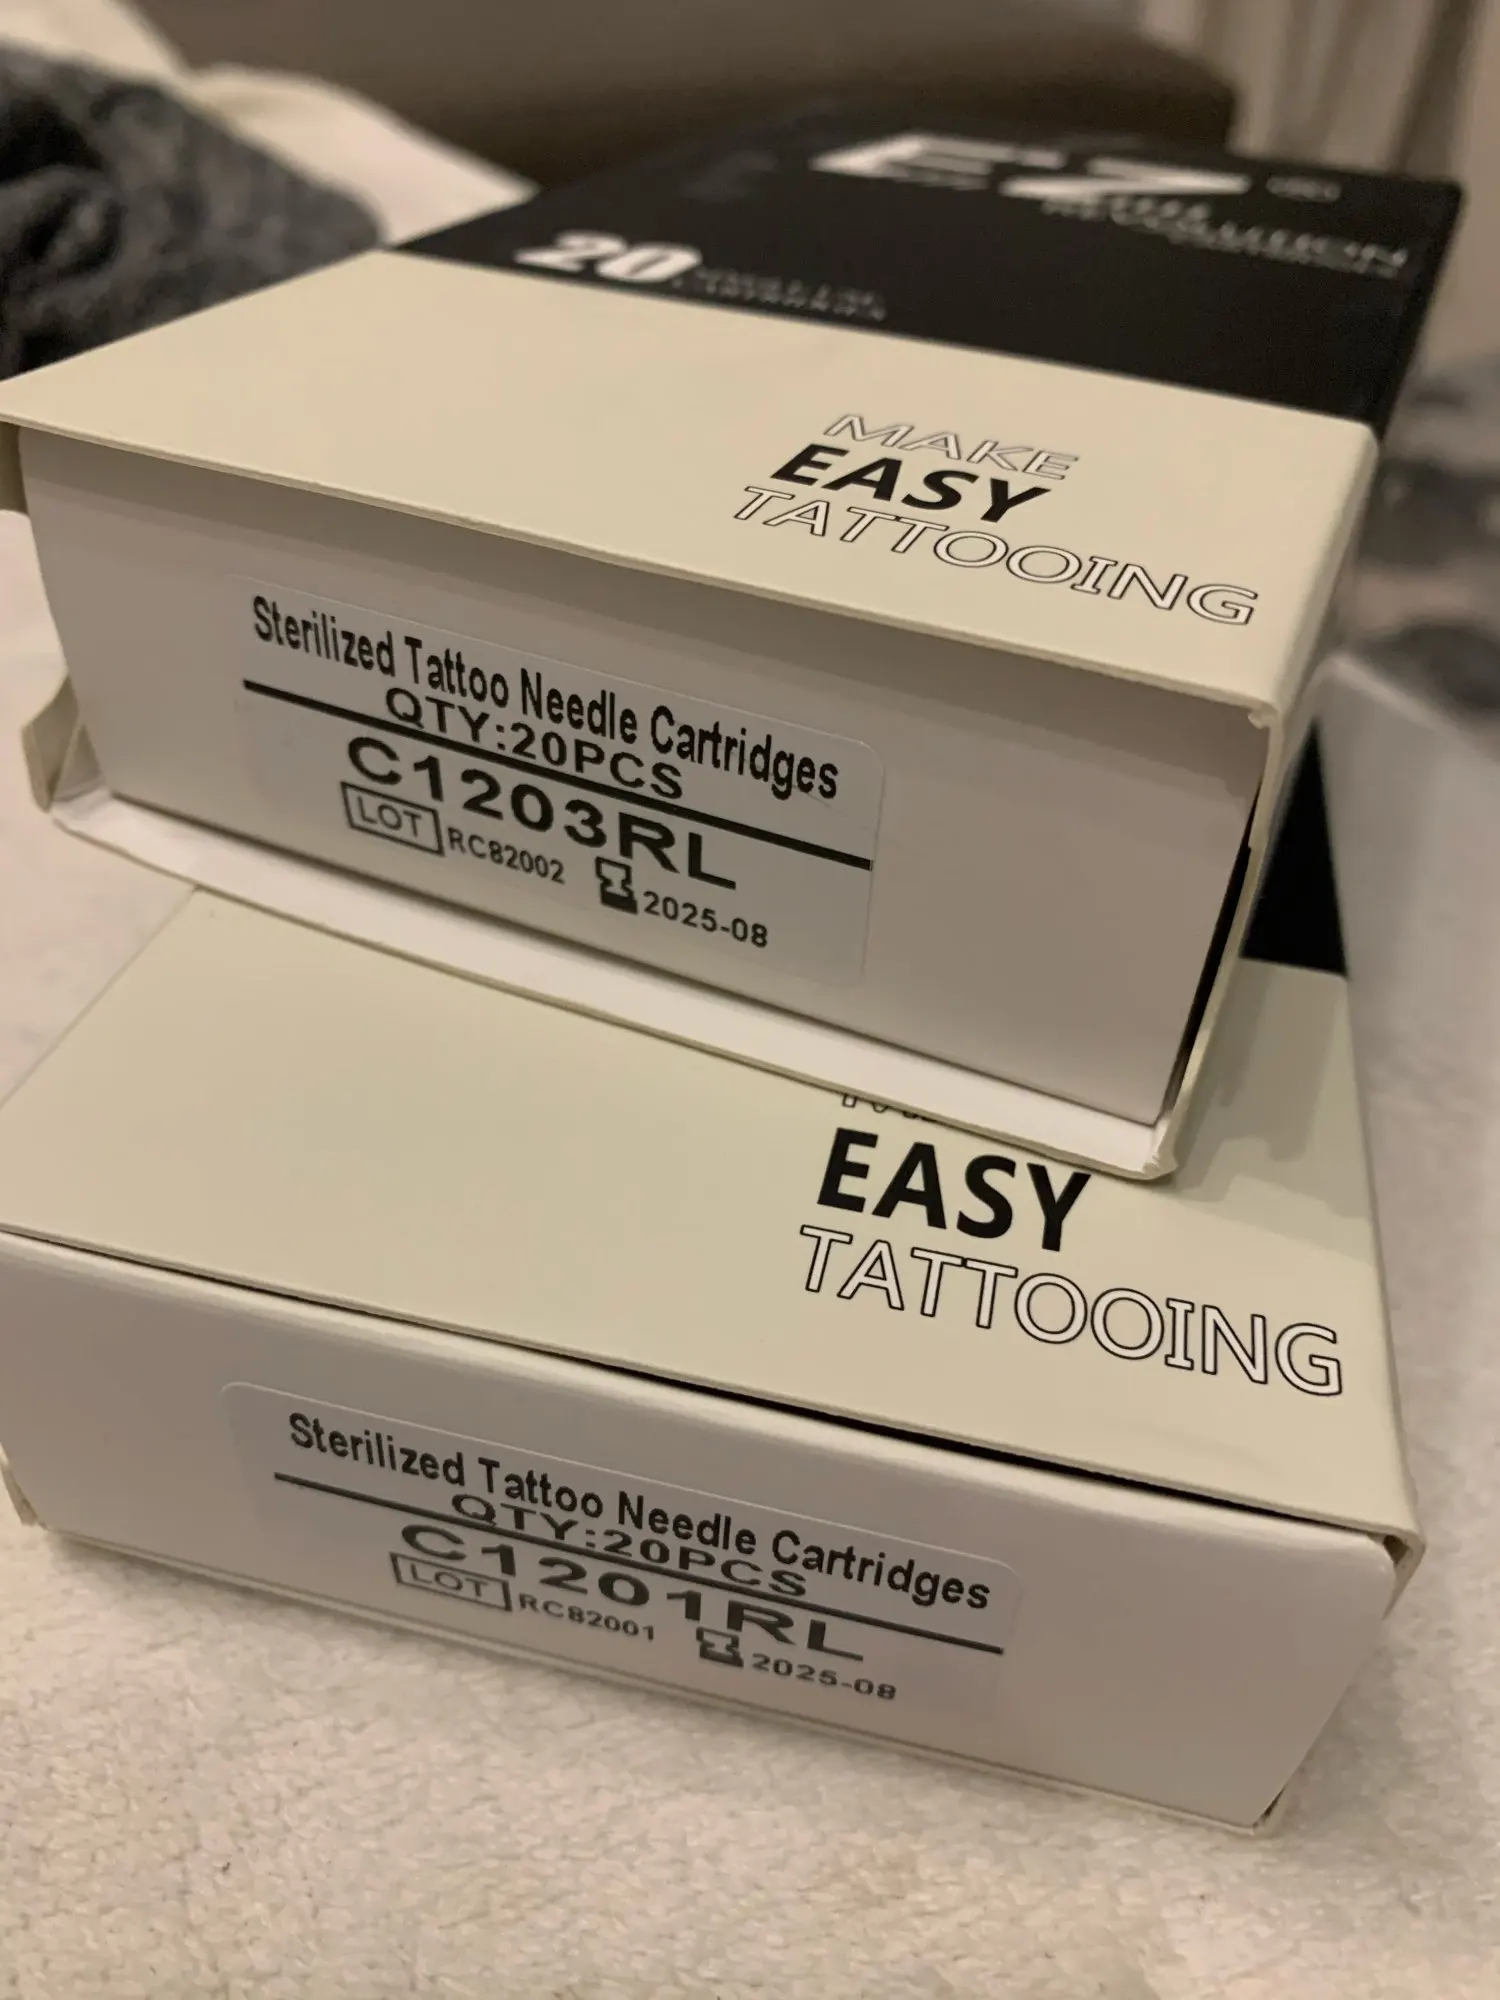 EZ
REVOLUTION
20
MAKE
EASY
TATTOOING
Sterilized Tattoo Needle Cartridges
QTY:20PCS
C1203RL
LOT RC82002 2025-08
EASY
TATTOOING
Sterilized Tattoo Needle Cartridges
QTY:20PCS
C1201RL
LOT RC82001 2025-08